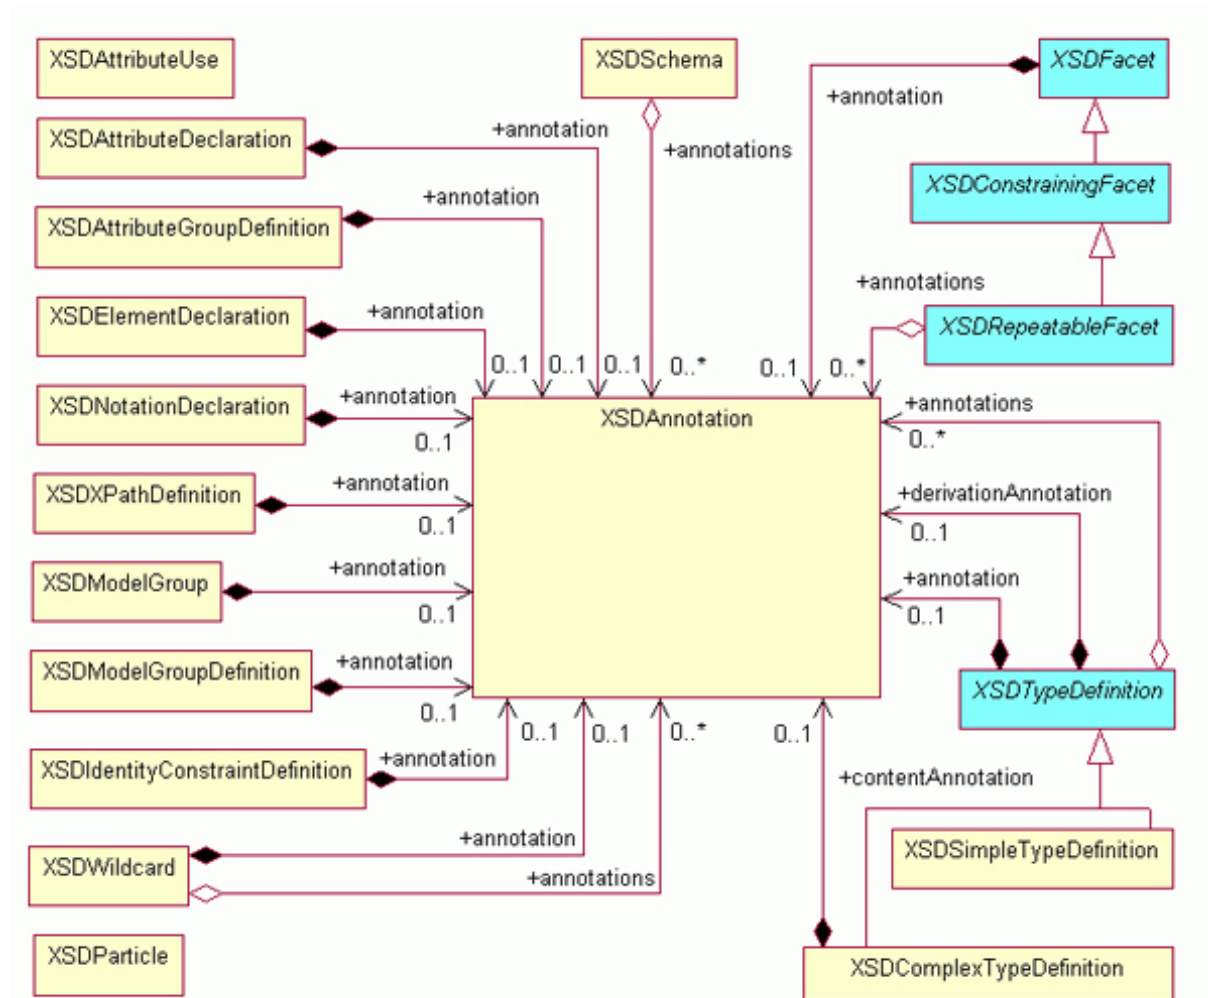 XSDAttributeUse
XSDSchema
XSDFacet
+annotation
XSDAttributeDeclaration
+annotation
+annotations
XSDConstrainingFacet
+annotation
XSDAttributeGroupDefinition
+annotations
XSDElementDeclaration
+annotation
XSDRepeatableFacet
0..1
0..1
0..1
0..*
0..1
0..*
XSDNotationDeclaration
+annotation
0..1
XSDAnnotation
+annotations
0..*
XSDXPathDefinition
+annotation
0..1
+derivationAnnotation
0..1
XSDModelGroup
+annotation
0..1
+annotation
0..1
XSDModelGroupDefinition
+annotation
0..1
XSDTypeDefinition
0..1
0..1
0..*
0..1
XSDIdentityConstraintDefinition
+annotation
+contentAnnotation
+annotation
XSDSimpleTypeDefinition
XSDWildcard
+annotations
XSDParticle
XSDComplexTypeDefinition